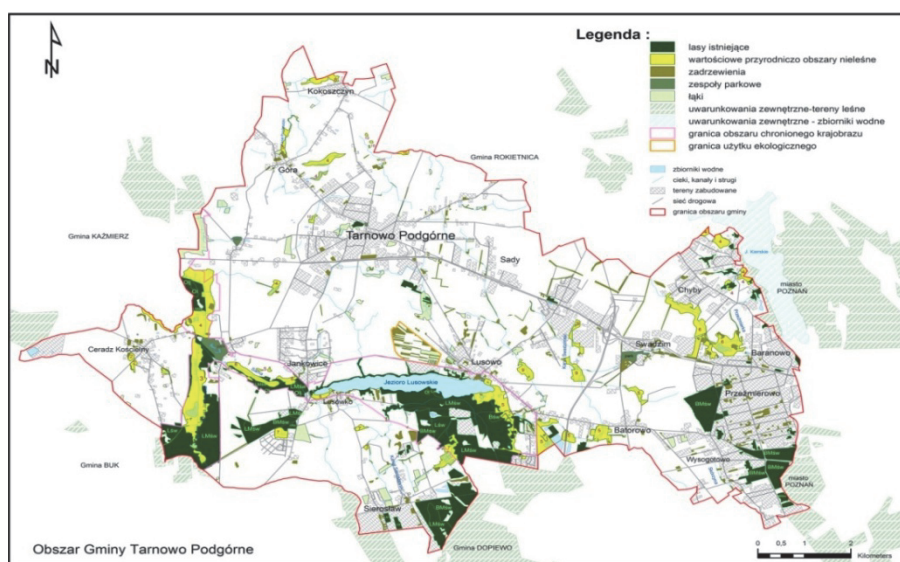 N
Legenda :
lasy istniejące
wartościowe przyrodniczo obszary nieleśne
zadrzewienia
zespoły parkowe
łąki
uwarunkowania zewnętrzne-tereny leśne
uwarunkowania zewnętrzne - zbiorniki wodne
granica obszaru chronionego krajobrazu
granica użytku ekologicznego
zbiorniki wodne
cieki, kanały i strugi
tereny zabudowane
sieć drogowa
granica obszaru gminy
Kokoszczyn
Gmina ROKIETNICA
Góra
Gmina KAŹMIERZ
Tarnowo Podgórne
Sady
J. Kierskie
miasto POZNAŃ
Chyby
Ceradz Kościelny
Jankowice
Lusowo
Swadzim
Baranowo
Jezioro Lusowskie
Lusówko
Przeźmierowo
Batorowo
Wysogotowo
Gmina BUK
miasto POZNAŃ
Sierosław
Gmina DOPIEWO
Obszar Gminy Tarnowo Podgórne
0 0,5 1 2
Kilometers